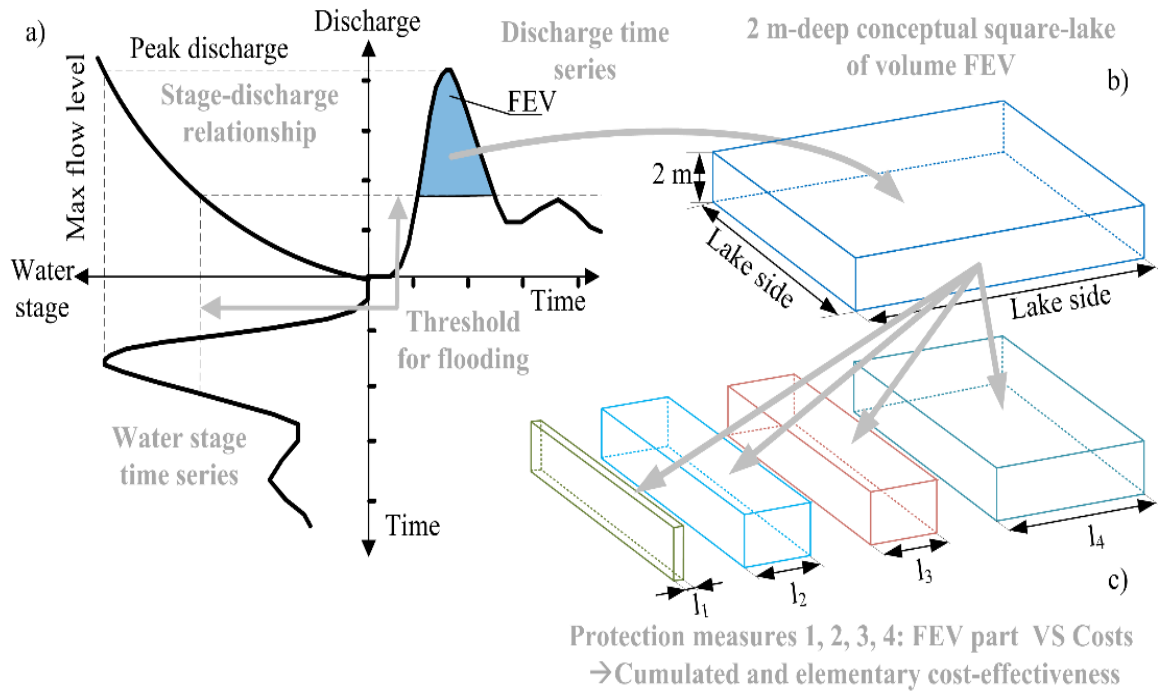 a)
Discharge
Peak discharge
Stage-discharge
relationship
Max flow level
FEV
Discharge time
series
Water
stage
Time
Threshold
for flooding
Water stage
time series
Time
2 m-deep conceptual square-lake
of volume FEV
b)
2 m
Lake side
Lake side
l1
l2
l3
l4
c)
Protection measures 1, 2, 3, 4: FEV part VS Costs
→Cumulated and elementary cost-effectiveness